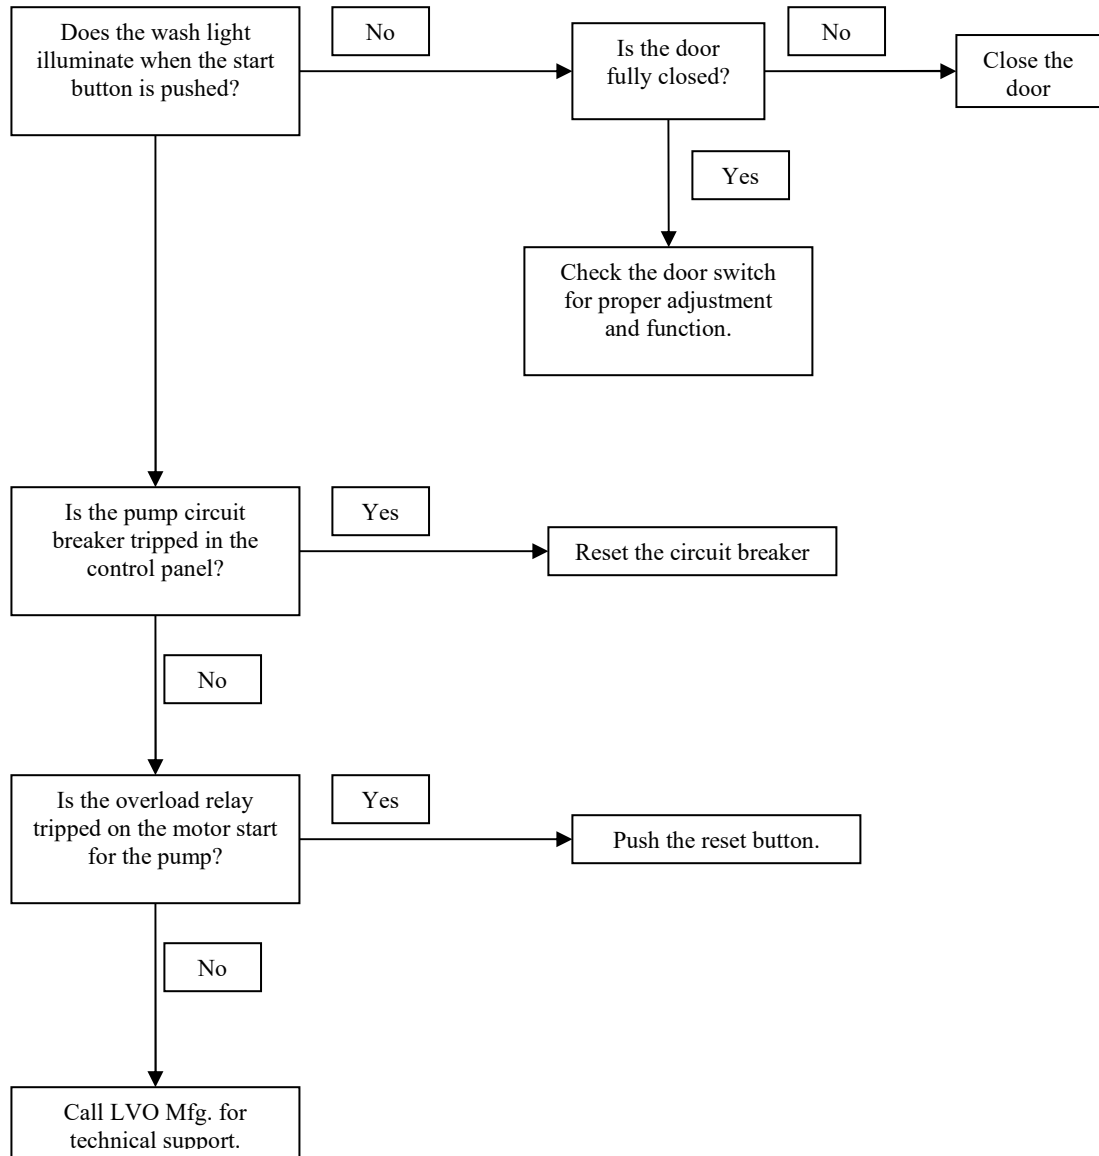 Does the wash light
illuminate when the start
button is pushed?
No
Is the door
fully closed?
No
Close the
door
Yes
Check the door switch
for proper adjustment
and function.
Is the pump circuit
breaker tripped in the
control panel?
Yes
Reset the circuit breaker
No
Is the overload relay
tripped on the motor start
for the pump?
Yes
Push the reset button.
No
Call LVO Mfg. for
technical support.